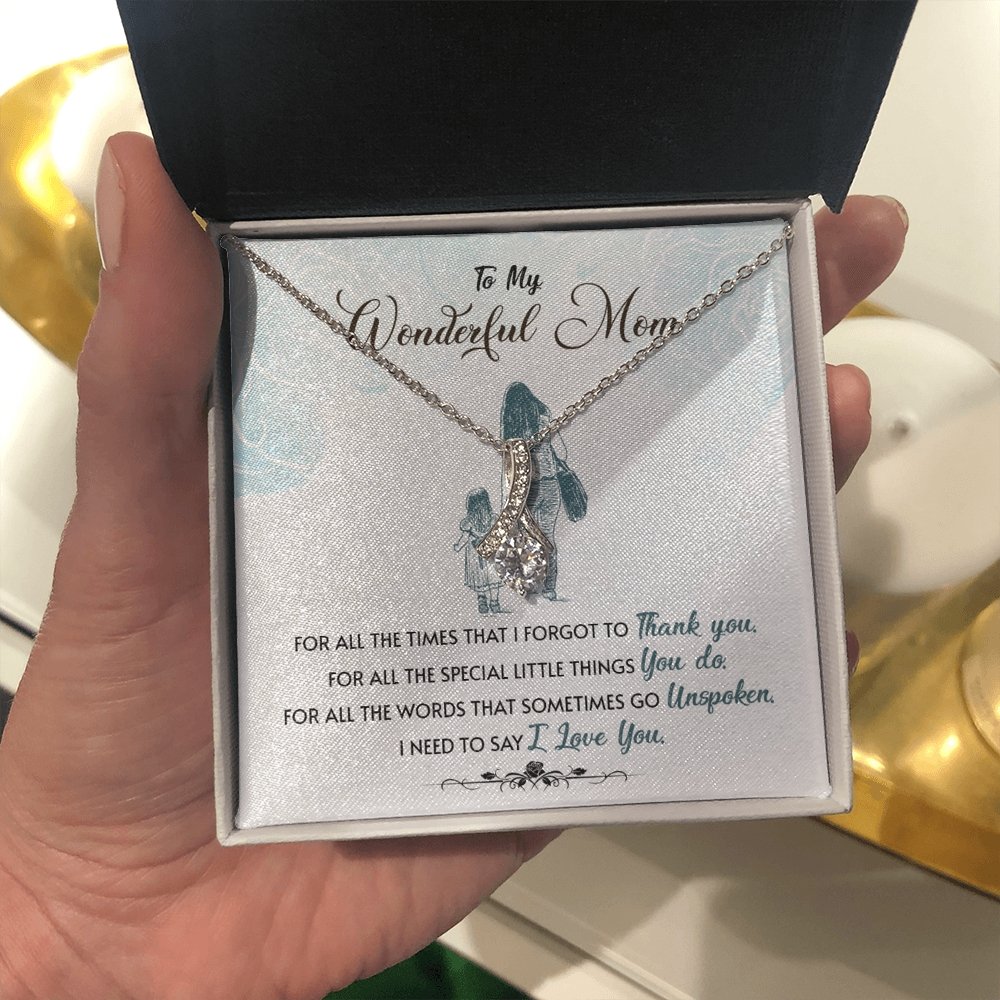 To My
Wonderful Mom
FOR ALL THE TIMES THAT I FORGOT TO Thank you.
FOR ALL THE SPECIAL LITTLE THINGS You do.
FOR ALL THE WORDS THAT SOMETIMES GO Unspoken.
I NEED TO SAY I Love You.